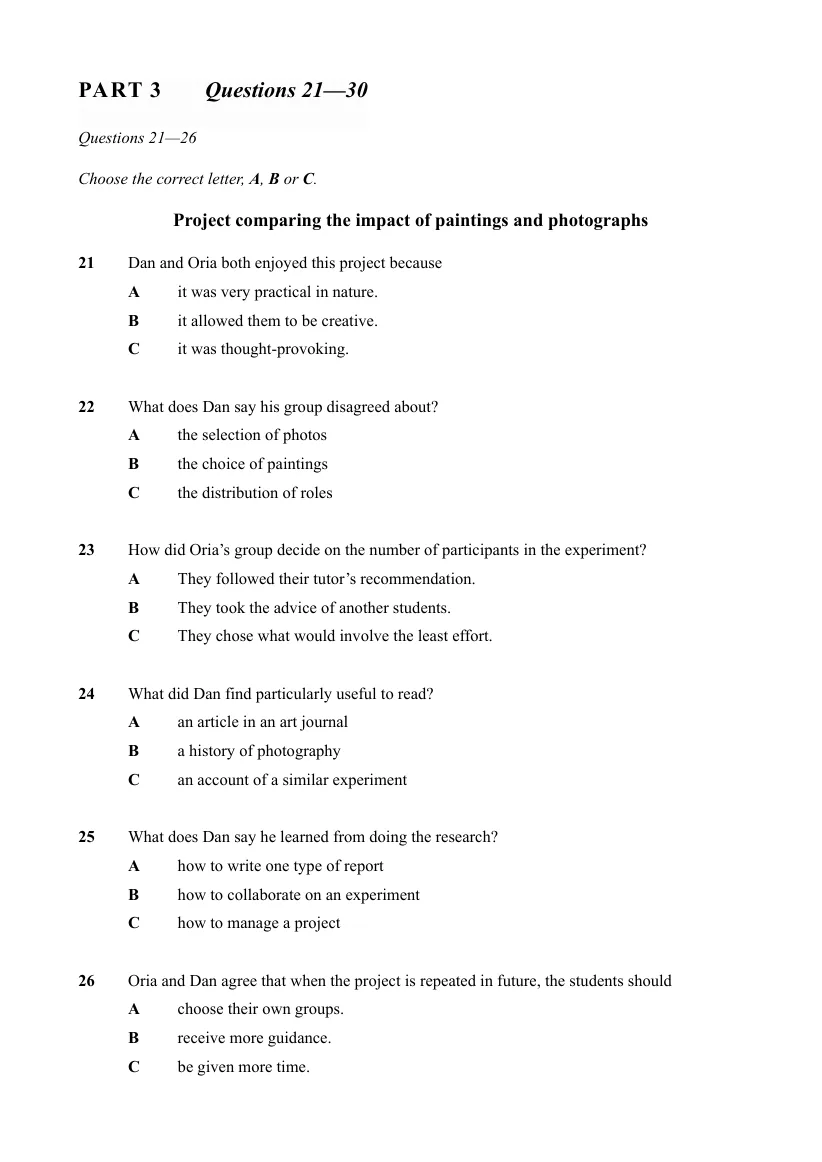 PART 3 Questions 21—30
Questions 21—26
Choose the correct letter, A, B or C.
Project comparing the impact of paintings and photographs
21 Dan and Oria both enjoyed this project because
A it was very practical in nature.
B it allowed them to be creative.
C it was thought-provoking.
22 What does Dan say his group disagreed about?
A the selection of photos
B the choice of paintings
C the distribution of roles
23 How did Oria’s group decide on the number of participants in the experiment?
A They followed their tutor’s recommendation.
B They took the advice of another students.
C They chose what would involve the least effort.
24 What did Dan find particularly useful to read?
A an article in an art journal
B a history of photography
C an account of a similar experiment
25 What does Dan say he learned from doing the research?
A how to write one type of report
B how to collaborate on an experiment
C how to manage a project
26 Oria and Dan agree that when the project is repeated in future, the students should
A choose their own groups.
B receive more guidance.
C be given more time.